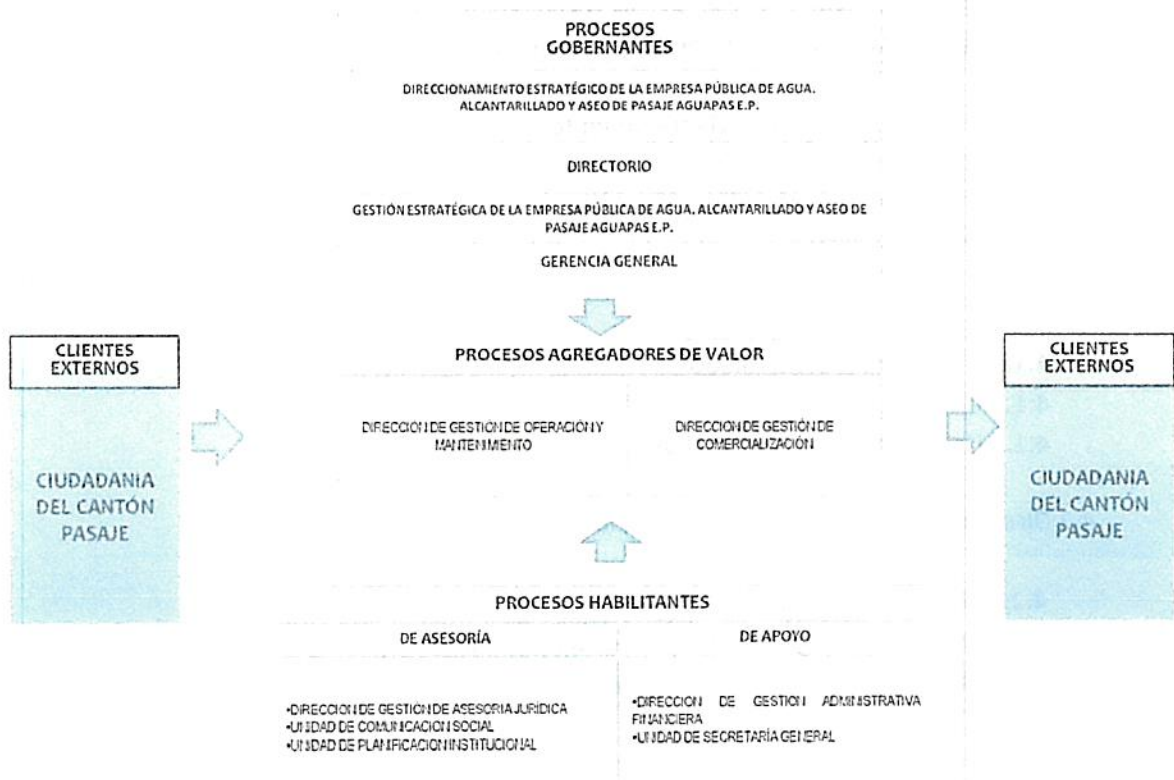 PROCESOS
GOBERNANTES
DIRECCIONAMIENTO ESTRATÉGICO DE LA EMPRESA PÚBLICA DE AGUA,
ALCANTARILLADO Y ASEO DE PASAJE AGUAPAS E.P.
DIRECTORIO
GESTIÓN ESTRATÉGICA DE LA EMPRESA PÚBLICA DE AGUA, ALCANTARILLADO Y ASEO DE
PASAJE AGUAPAS E.P.
GERENCIA GENERAL
CLIENTES
EXTERNOS
CIUDADANIA
DEL CANTÓN
PASAJE
PROCESOS AGREGADORES DE VALOR
DIRECCION DE GESTIÓN DE OPERACIÓN Y
MANTENIMIENTO
DIRECCIÓN DE GESTIÓN DE
COMERCIALIZACIÓN
CLIENTES
EXTERNOS
CIUDADANIA
DEL CANTÓN
PASAJE
PROCESOS HABILITANTES
DE ASESORÍA
•DIRECCION DE GESTIÓN DE ASESORIA JURÍDICA
•UNIDAD DE COMUNICACION SOCIAL
•UNIDAD DE PLANIFICACION INSTITUCIONAL
DE APOYO
•DIRECCION DE GESTION ADMINISTRATIVA
FINANCIERA
•UNIDAD DE SECRETARÍA GENERAL